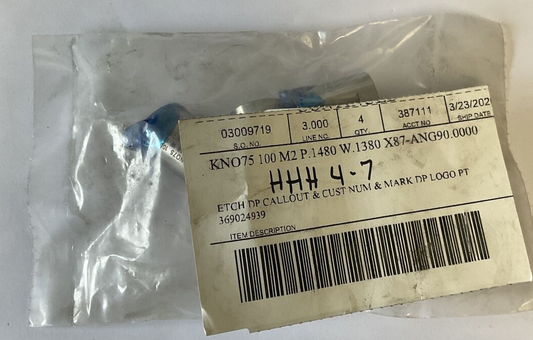 03009719 3.000 4 387111 3/23/202
S.O. NO. LINE NO. QTY. ACCT NO SHIP DATE
KNO75 100 M2 P.1480 W.1380 X87-ANG90.0000
HHH 4-7
ETCH DP CALLOUT & CUST NUM & MARK DP LOGO PT
369024939
ITEM DESCRIPTION